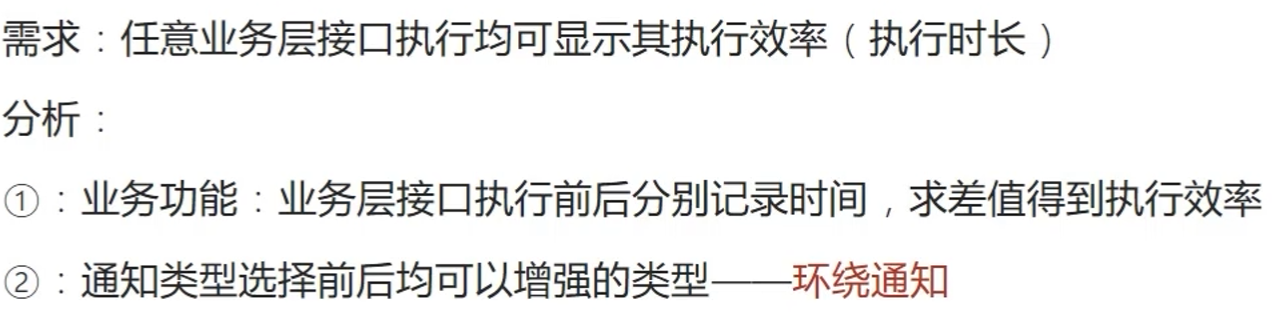 需求：任意业务层接口执行均可显示其执行效率（执行时长）
分析：
①：业务功能：业务层接口执行前后分别记录时间，求差值得到执行效率
②：通知类型选择前后均可以增强的类型——环绕通知